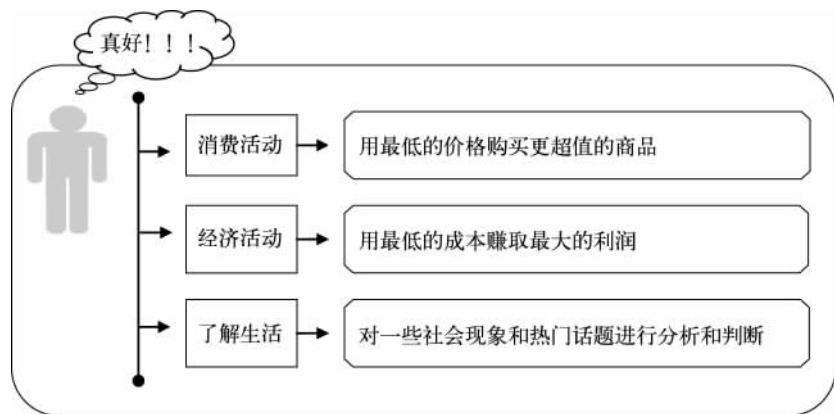 真好！！！
消费活动
用最低的价格购买更超值的商品
经济活动
用最低的成本赚取最大的利润
了解生活
对一些社会现象和热门话题进行分析和判断